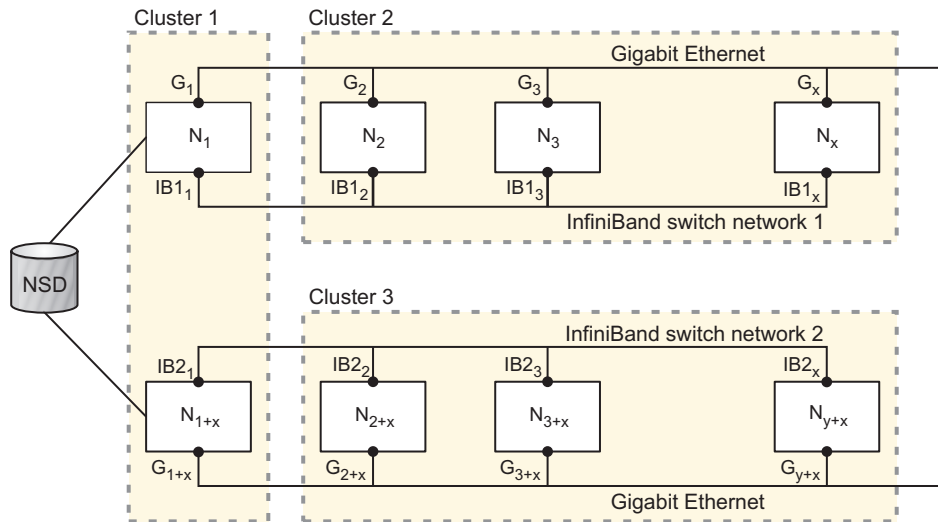 Cluster 1
Cluster 2
Gigabit Ethernet
G1 G2 G3 Gx
N1 N2 N3 Nx
IB11 IB12 IB13 IB1x
InfiniBand switch network 1
NSD
Cluster 3
InfiniBand switch network 2
IB21 IB22 IB23 IB2x
N1+x N2+x N3+x Ny+x
G1+x G2+x G3+x Gy+x
Gigabit Ethernet